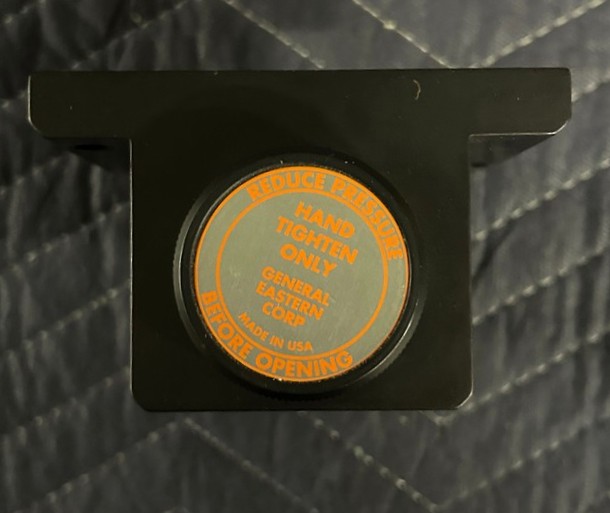 REDUCE PRESSURE
HAND
TIGHTEN
ONLY
GENERAL
EASTERN
CORP
MADE IN USA
BEFORE OPENING